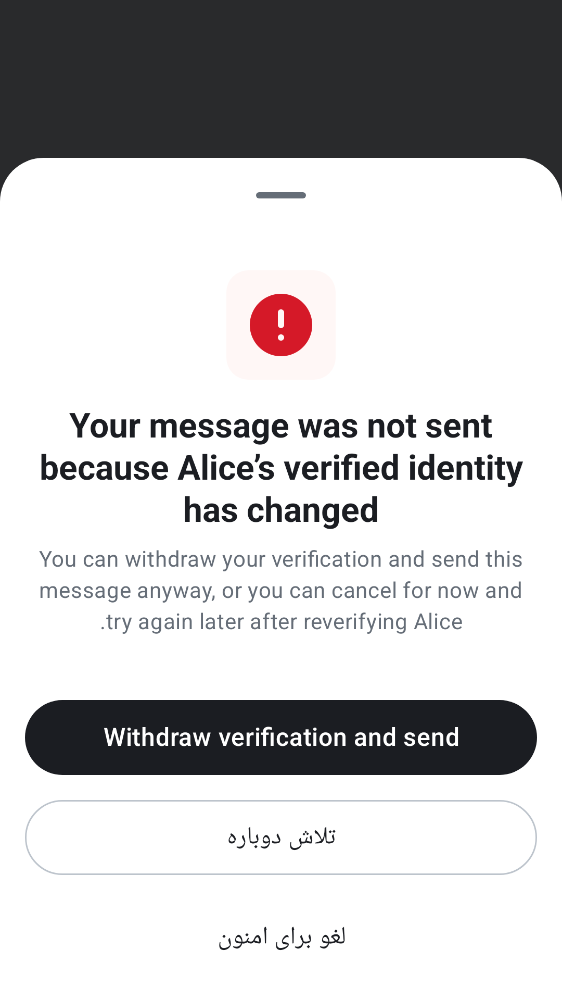 Your message was not sent
because Alice’s verified identity
has changed
You can withdraw your verification and send this
message anyway, or you can cancel for now and
.try again later after reverifying Alice
Withdraw verification and send
تلاش دوباره
لغو برای امنون